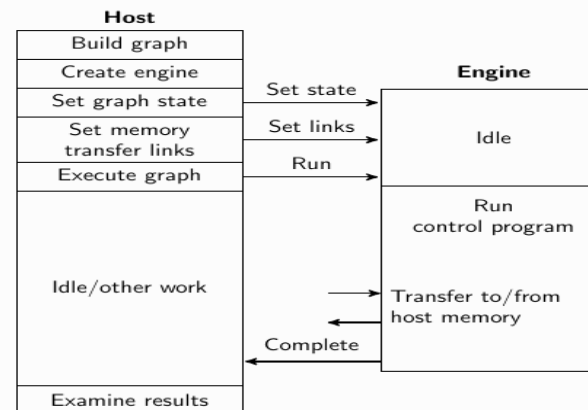 Host
Build graph
Create engine
Set graph state
Set memory
transfer links
Execute graph
Idle/other work
Examine results
Set state
Set links
Run
Complete
Engine
Idle
Run
control program
Transfer to/from
host memory